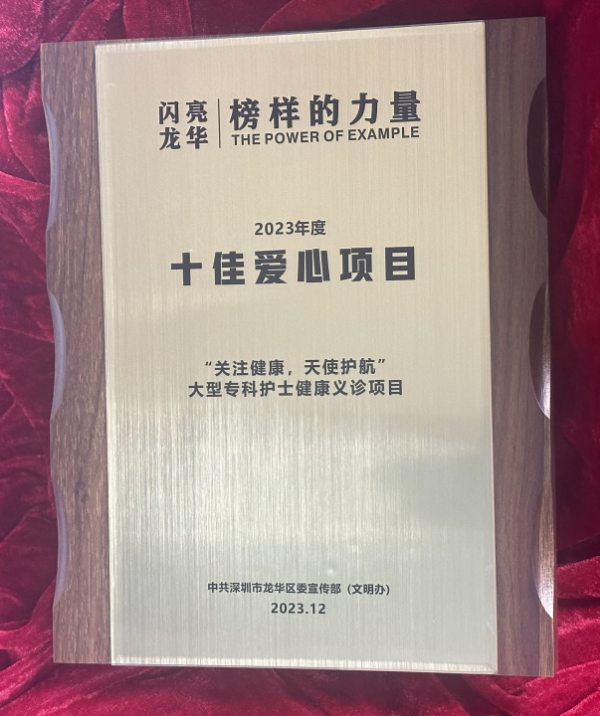 闪亮
龙华
榜样的力量
THE POWER OF EXAMPLE
2023年度
十佳爱心项目
“关注健康，天使护航”
大型专科护士健康义诊项目
中共深圳市龙华区委宣传部（文明办）
2023.12